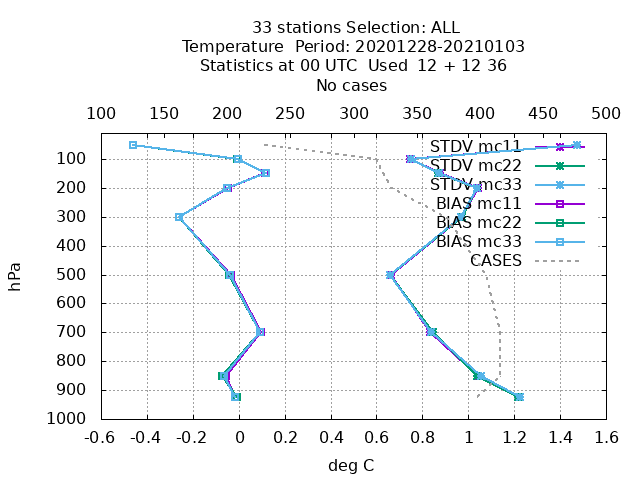 33 stations Selection: ALL
Temperature  Period: 20201228-20210103
Statistics at 00 UTC  Used  12 + 12 36
No cases
100 150 200 250 300 350 400 450 500
STDV mc11
STDV mc22
STDV mc33
BIAS mc11
BIAS mc22
BIAS mc33
CASES
100
200
300
400
500
600
700
800
900
1000
hPa
-0.6 -0.4 -0.2 0 0.2 0.4 0.6 0.8 1 1.2 1.4 1.6
deg C